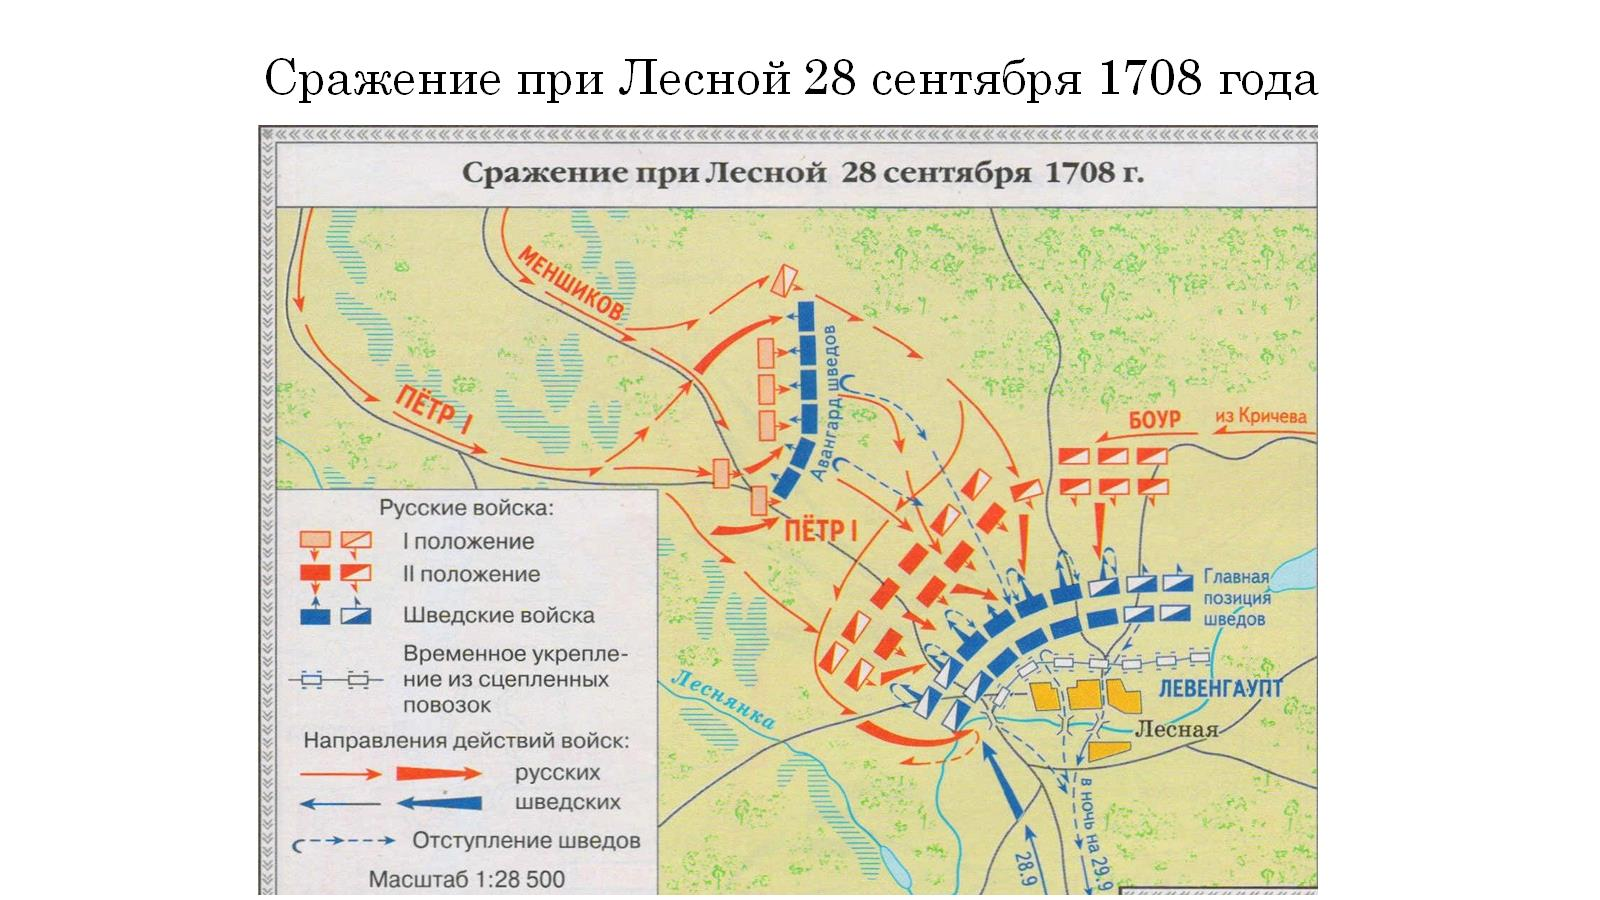 Сражение при Лесной 28 сентября 1708 года
Сражение при Лесной 28 сентября 1708 г.
МЕНШИКОВ
ПЁТР I
Авангард шведов
БОУР
из Кричева
ПЁТР I
Главная
позиция
шведов
ЛЕВЕНГАУПТ
Лесная
Леснянка
28.9
в ночь на 29.9
Русские войска:
I положение
II положение
Шведские войска
Временное укрепле-
ние из сцепленных
повозок
Направления действий войск:
русских
шведских
Отступление шведов
Масштаб 1:28 500